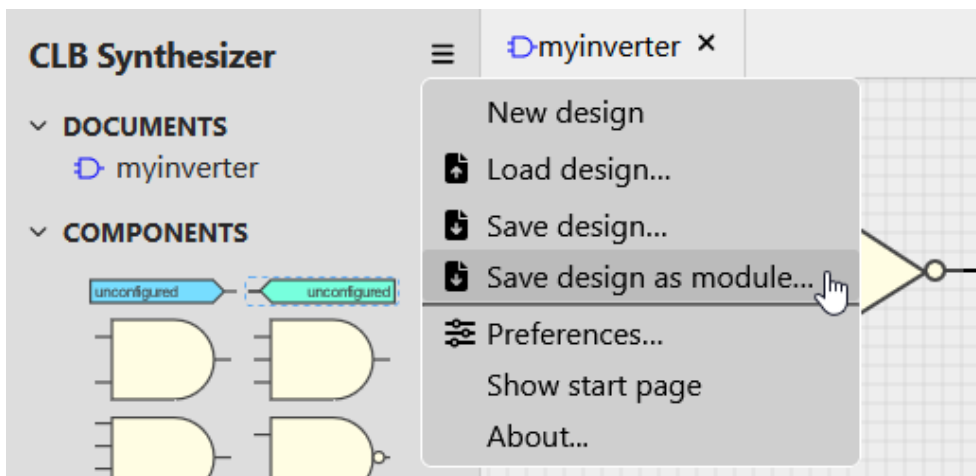 CLB Synthesizer
myinverter
DOCUMENTS
myinverter
COMPONENTS
unconfigured
unconfigured
New design
Load design...
Save design...
Save design as module...
Preferences...
Show start page
About...